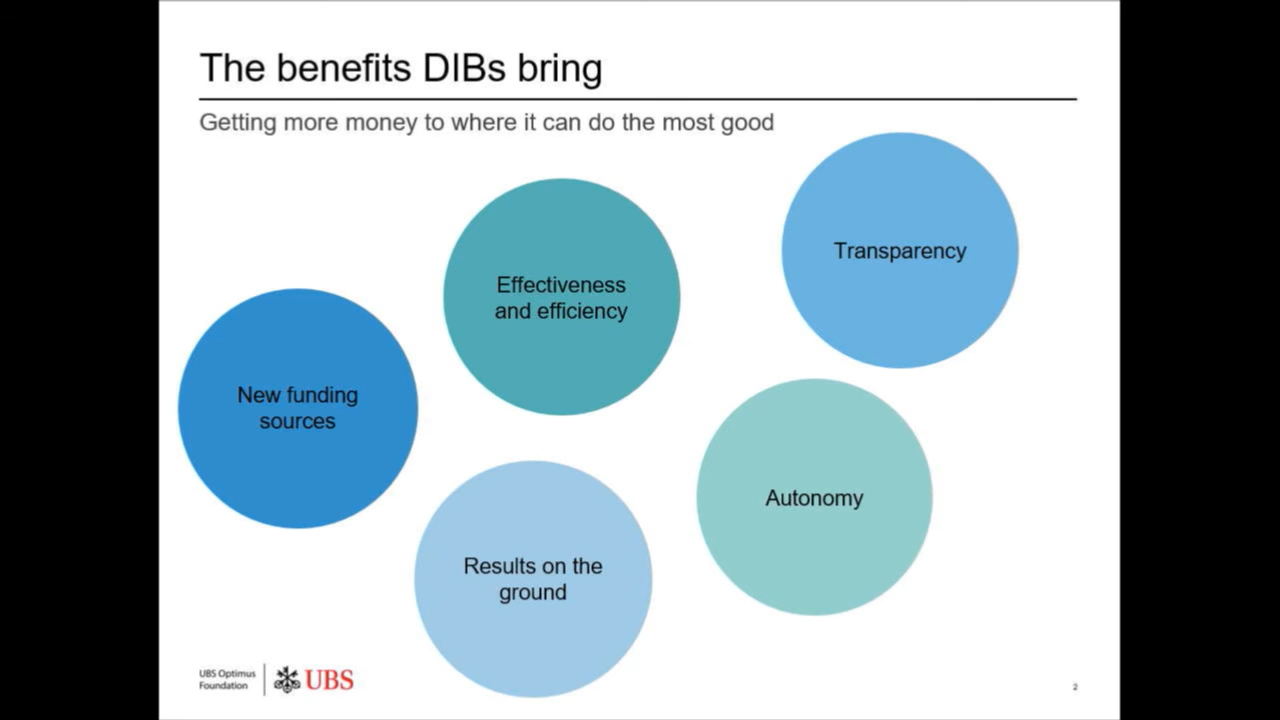 The benefits DIBs bring
Getting more money to where it can do the most good
Transparency
Effectiveness
and efficiency
New funding
sources
Autonomy
Results on the
ground
UBS Optimus
Foundation
UBS
2